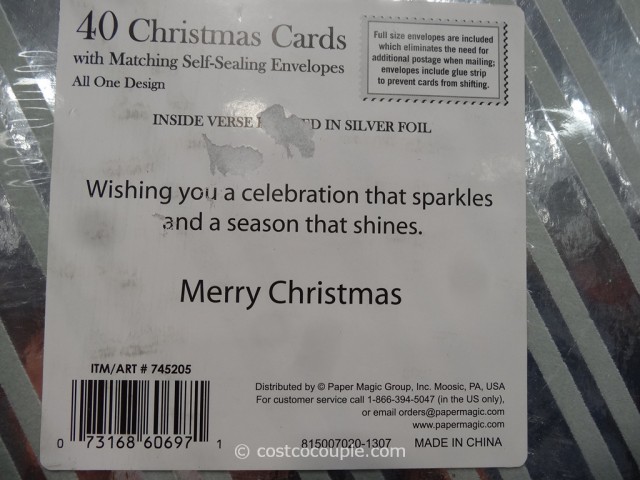 40 Christmas Cards
with Matching Self-Sealing Envelopes
All One Design
Full size envelopes are included
which eliminates the need for
additional postage when mailing;
envelopes include glue strip
to prevent cards from shifting.
INSIDE VERSE IN SILVER FOIL
Wishing you a celebration that sparkles
and a season that shines.
Merry Christmas
ITM/ART # 745205
0 73168 60697 1
Distributed by © Paper Magic Group, Inc. Moosic, PA, USA
For customer service call 1-866-394-5047 (in the US only),
or email orders@papermagic.com
www.papermagic.com
815007020-1307 MADE IN CHINA
© costcocouple.com